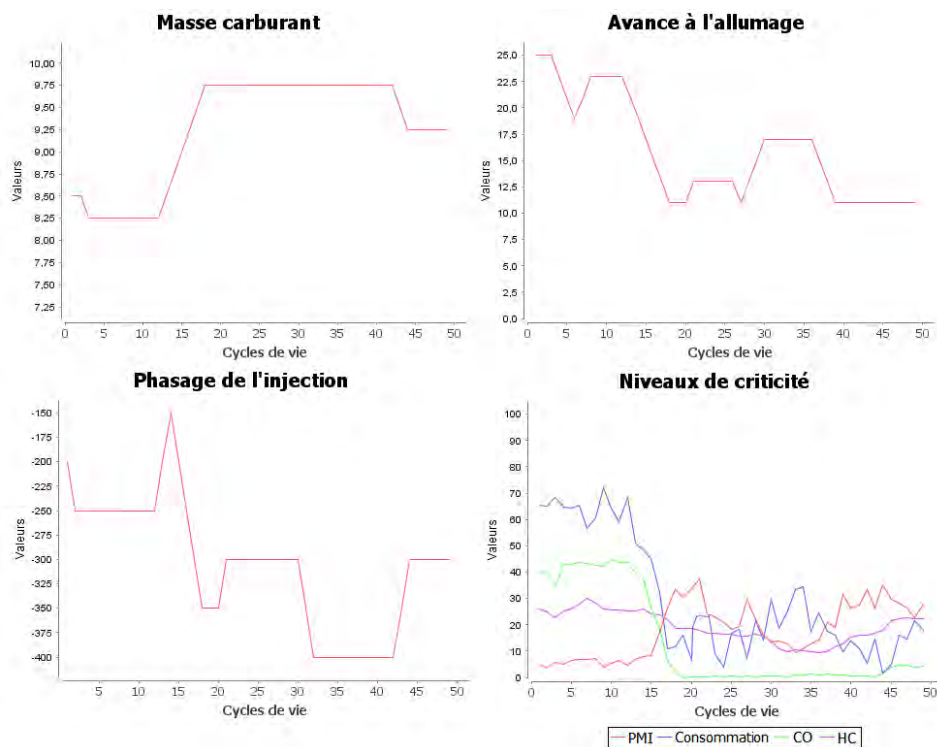 Masse carburant
10,00
9,75
9,50
9,25
9,00
8,75
8,50
8,25
8,00
7,75
7,50
7,25
Valeurs
0 5 10 15 20 25 30 35 40 45 50
Cycles de vie
Avance à l'allumage
25,0
22,5
20,0
17,5
15,0
12,5
10,0
7,5
5,0
2,5
0,0
Valeurs
0 5 10 15 20 25 30 35 40 45 50
Cycles de vie
Phasage de l'injection
-150
-175
-200
-225
-250
-275
-300
-325
-350
-375
-400
Valeurs
5 10 15 20 25 30 35 40 45 50
Cycles de vie
Niveaux de criticité
100
90
80
70
60
50
40
30
20
10
0
Valeurs
0 5 10 15 20 25 30 35 40 45 50
Cycles de vie
PMI Consommation CO HC